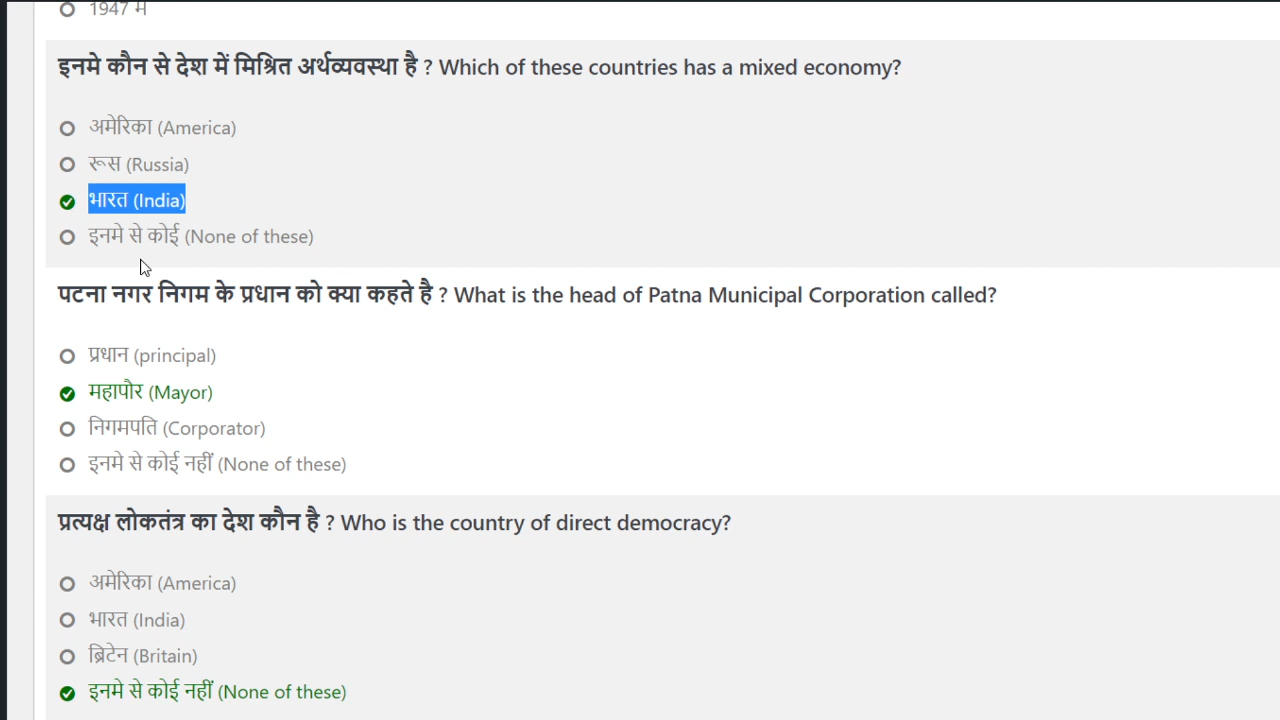 1947 में
इनमे कौन से देश में मिश्रित अर्थव्यवस्था है ? Which of these countries has a mixed economy?
अमेरिका (America)
रूस (Russia)
भारत (India)
इनमे से कोई (None of these)
पटना नगर निगम के प्रधान को क्या कहते है ? What is the head of Patna Municipal Corporation called?
प्रधान (principal)
महापौर (Mayor)
निगमपति (Corporator)
इनमे से कोई नहीं (None of these)
प्रत्यक्ष लोकतंत्र का देश कौन है ? Who is the country of direct democracy?
अमेरिका (America)
भारत (India)
ब्रिटेन (Britain)
इनमे से कोई नहीं (None of these)